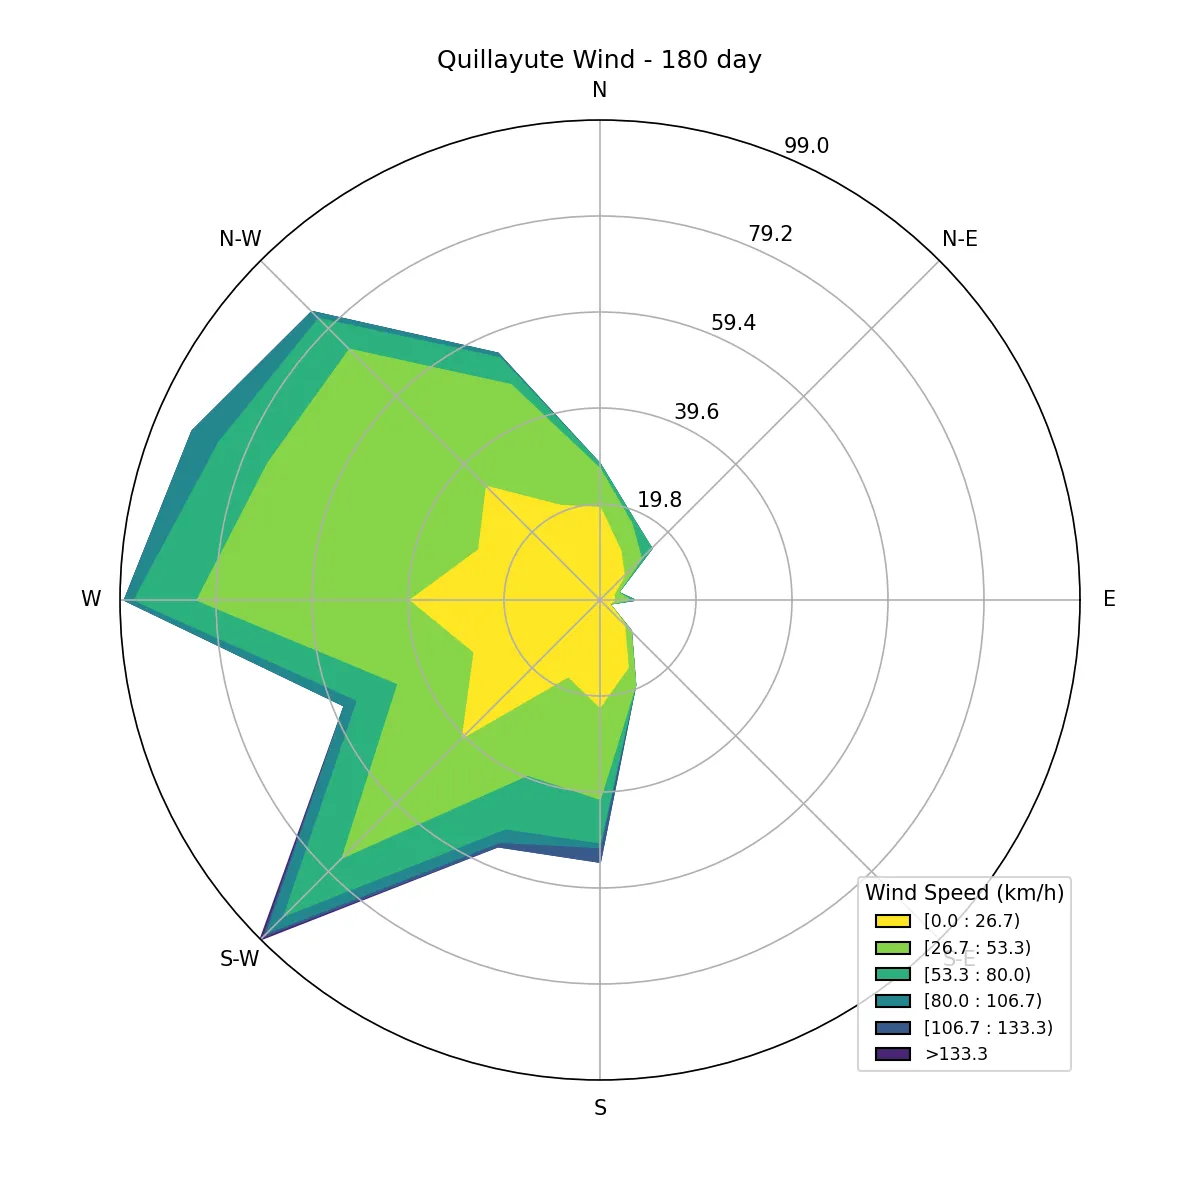 Quillayute Wind - 180 day
N
99.0
N-W
79.2
N-E
59.4
39.6
19.8
W
E
S-W
S-E
S
Wind Speed (km/h)
[0.0 : 26.7)
[26.7 : 53.3)
[53.3 : 80.0)
[80.0 : 106.7)
[106.7 : 133.3)
>133.3